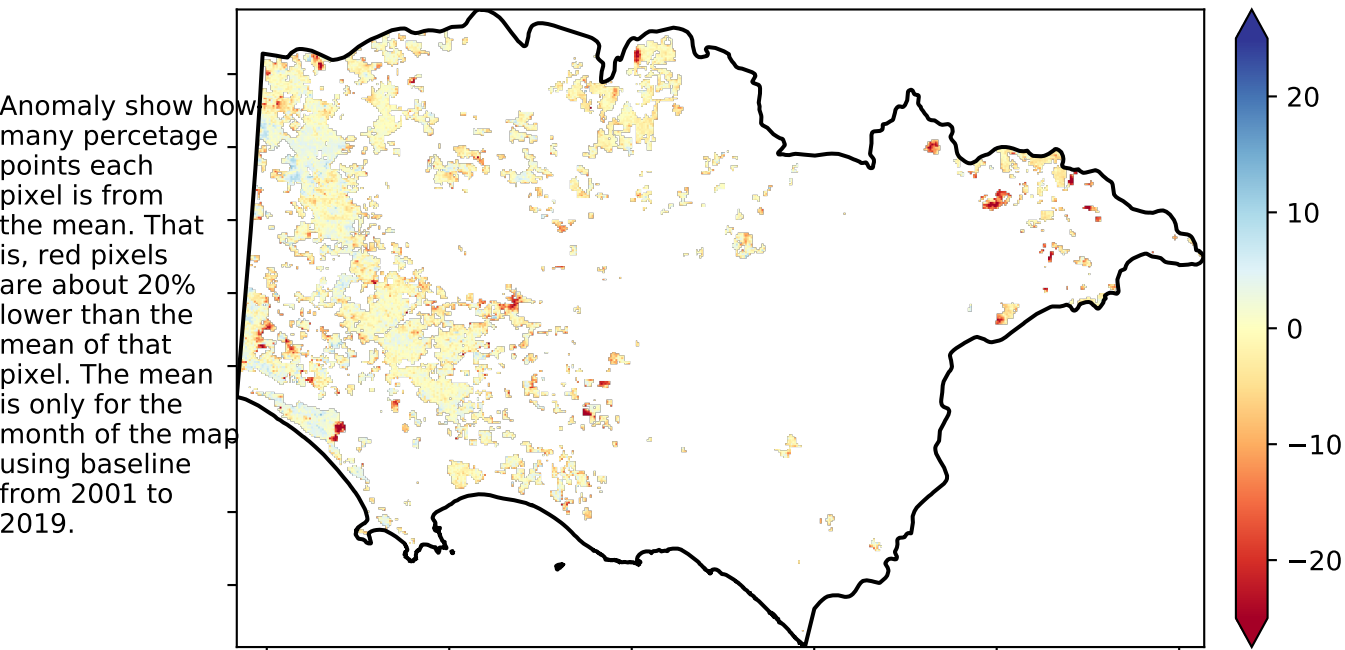 Anomaly show how
many percetage
points each
pixel is from
the mean. That
is, red pixels
are about 20%
lower than the
mean of that
pixel. The mean
is only for the
month of the map
using baseline
from 2001 to
2019.
20
10
0
−10
−20